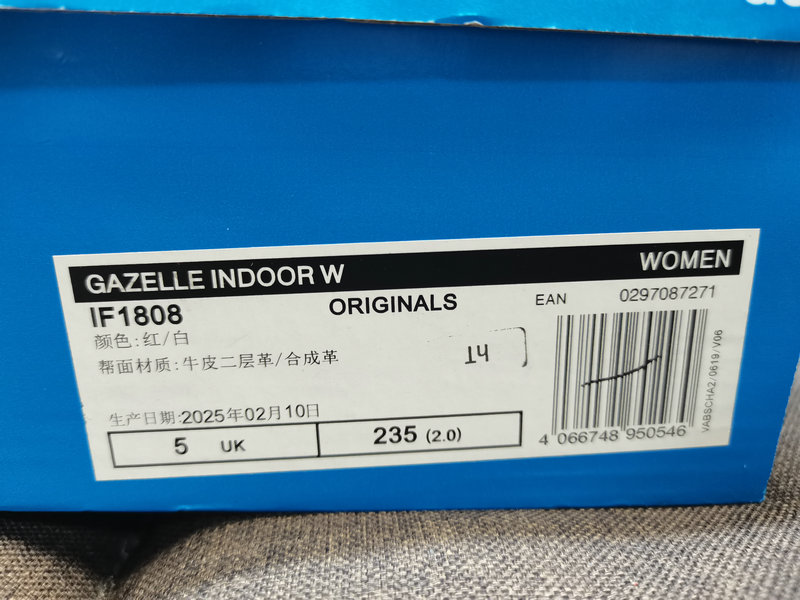 GAZELLE INDOOR W
WOMEN
IF1808
ORIGINALS
EAN
0297087271
颜色:红/白
帮面材质:牛皮二层革/合成革
14
生产日期:2025年02月10日
5 UK
235 (2.0)
4 066748 950546
VABSCHA2/0619/V06